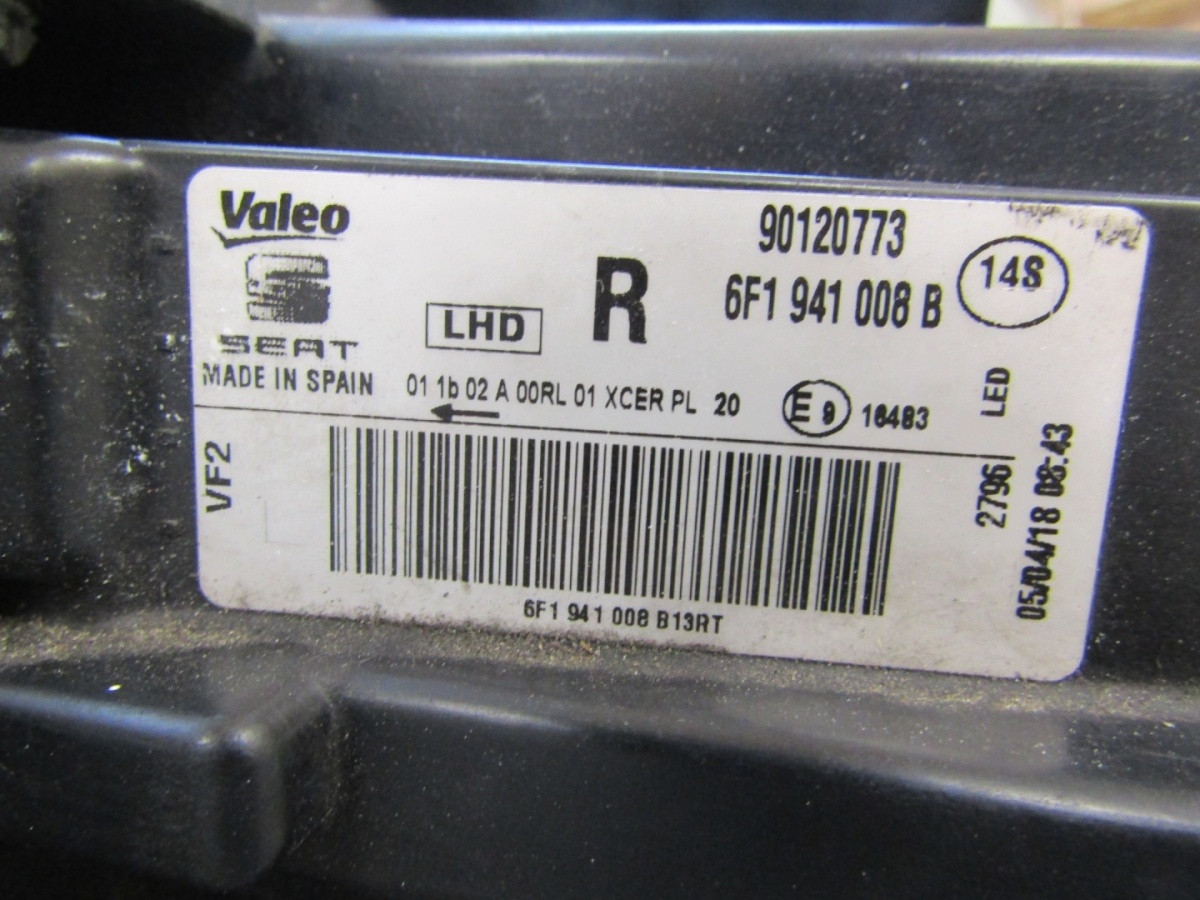 Valeo
SEAT
MADE IN SPAIN
LHD
R
90120773
6F1 941 008 B
14S
01 1b 02 A 00RL 01 XCER PL 20
E 9 16483
LED
VF2
27967
05/04/18 08:43
6F1 941 008 B13RT